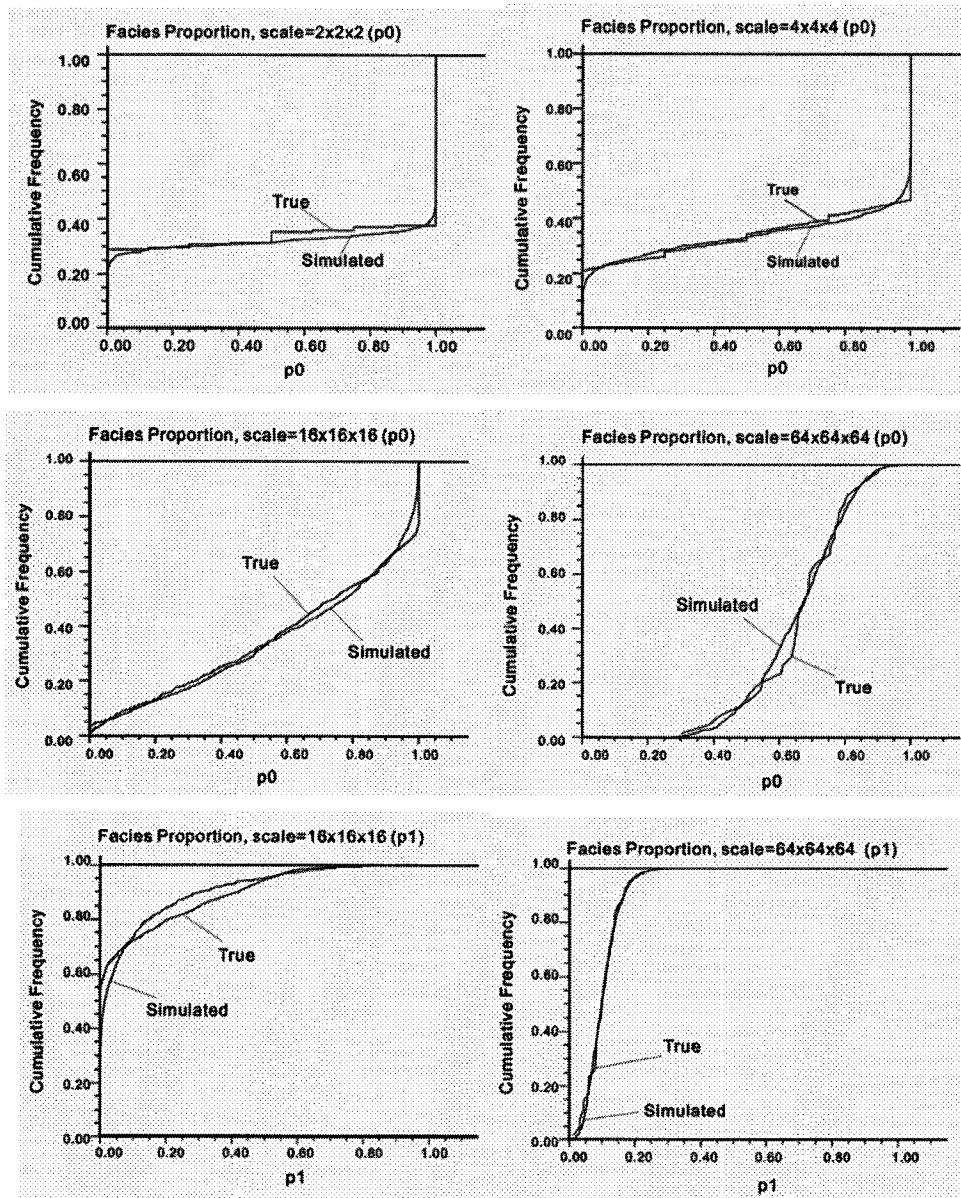 Facies Proportion, scale=2x2x2 (p0)
Cumulative Frequency
1.00
0.80
0.60
0.40
0.20
0.00
True
Simulated
0.00 0.20 0.40 0.60 0.80 1.00
p0
Facies Proportion, scale=4x4x4 (p0)
Cumulative Frequency
1.00
0.80
0.60
0.40
0.20
0.00
True
Simulated
0.00 0.20 0.40 0.60 0.80 1.00
p0
Facies Proportion, scale=16x16x16 (p0)
Cumulative Frequency
1.00
0.80
0.60
0.40
0.20
0.00
True
Simulated
0.00 0.20 0.40 0.60 0.80 1.00
p0
Facies Proportion, scale=64x64x64 (p0)
Cumulative Frequency
1.00
0.80
0.60
0.40
0.20
0.00
Simulated
True
0.00 0.20 0.40 0.60 0.80 1.00
p0
Facies Proportion, scale=16x16x16 (p1)
Cumulative Frequency
1.00
0.80
0.60
0.40
0.20
0.00
True
Simulated
0.00 0.20 0.40 0.60 0.80 1.00
p1
Facies Proportion, scale=64x64x64 (p1)
Cumulative Frequency
1.00
0.80
0.60
0.40
0.20
0.00
True
Simulated
0.00 0.20 0.40 0.60 0.80 1.00
p1